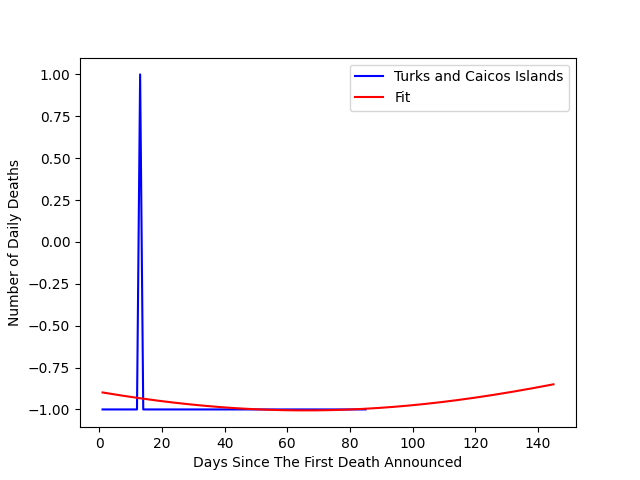 Turks and Caicos Islands
Fit
1.00
0.75
0.50
0.25
0.00
−0.25
−0.50
−0.75
−1.00
Number of Daily Deaths
0 20 40 60 80 100 120 140
Days Since The First Death Announced